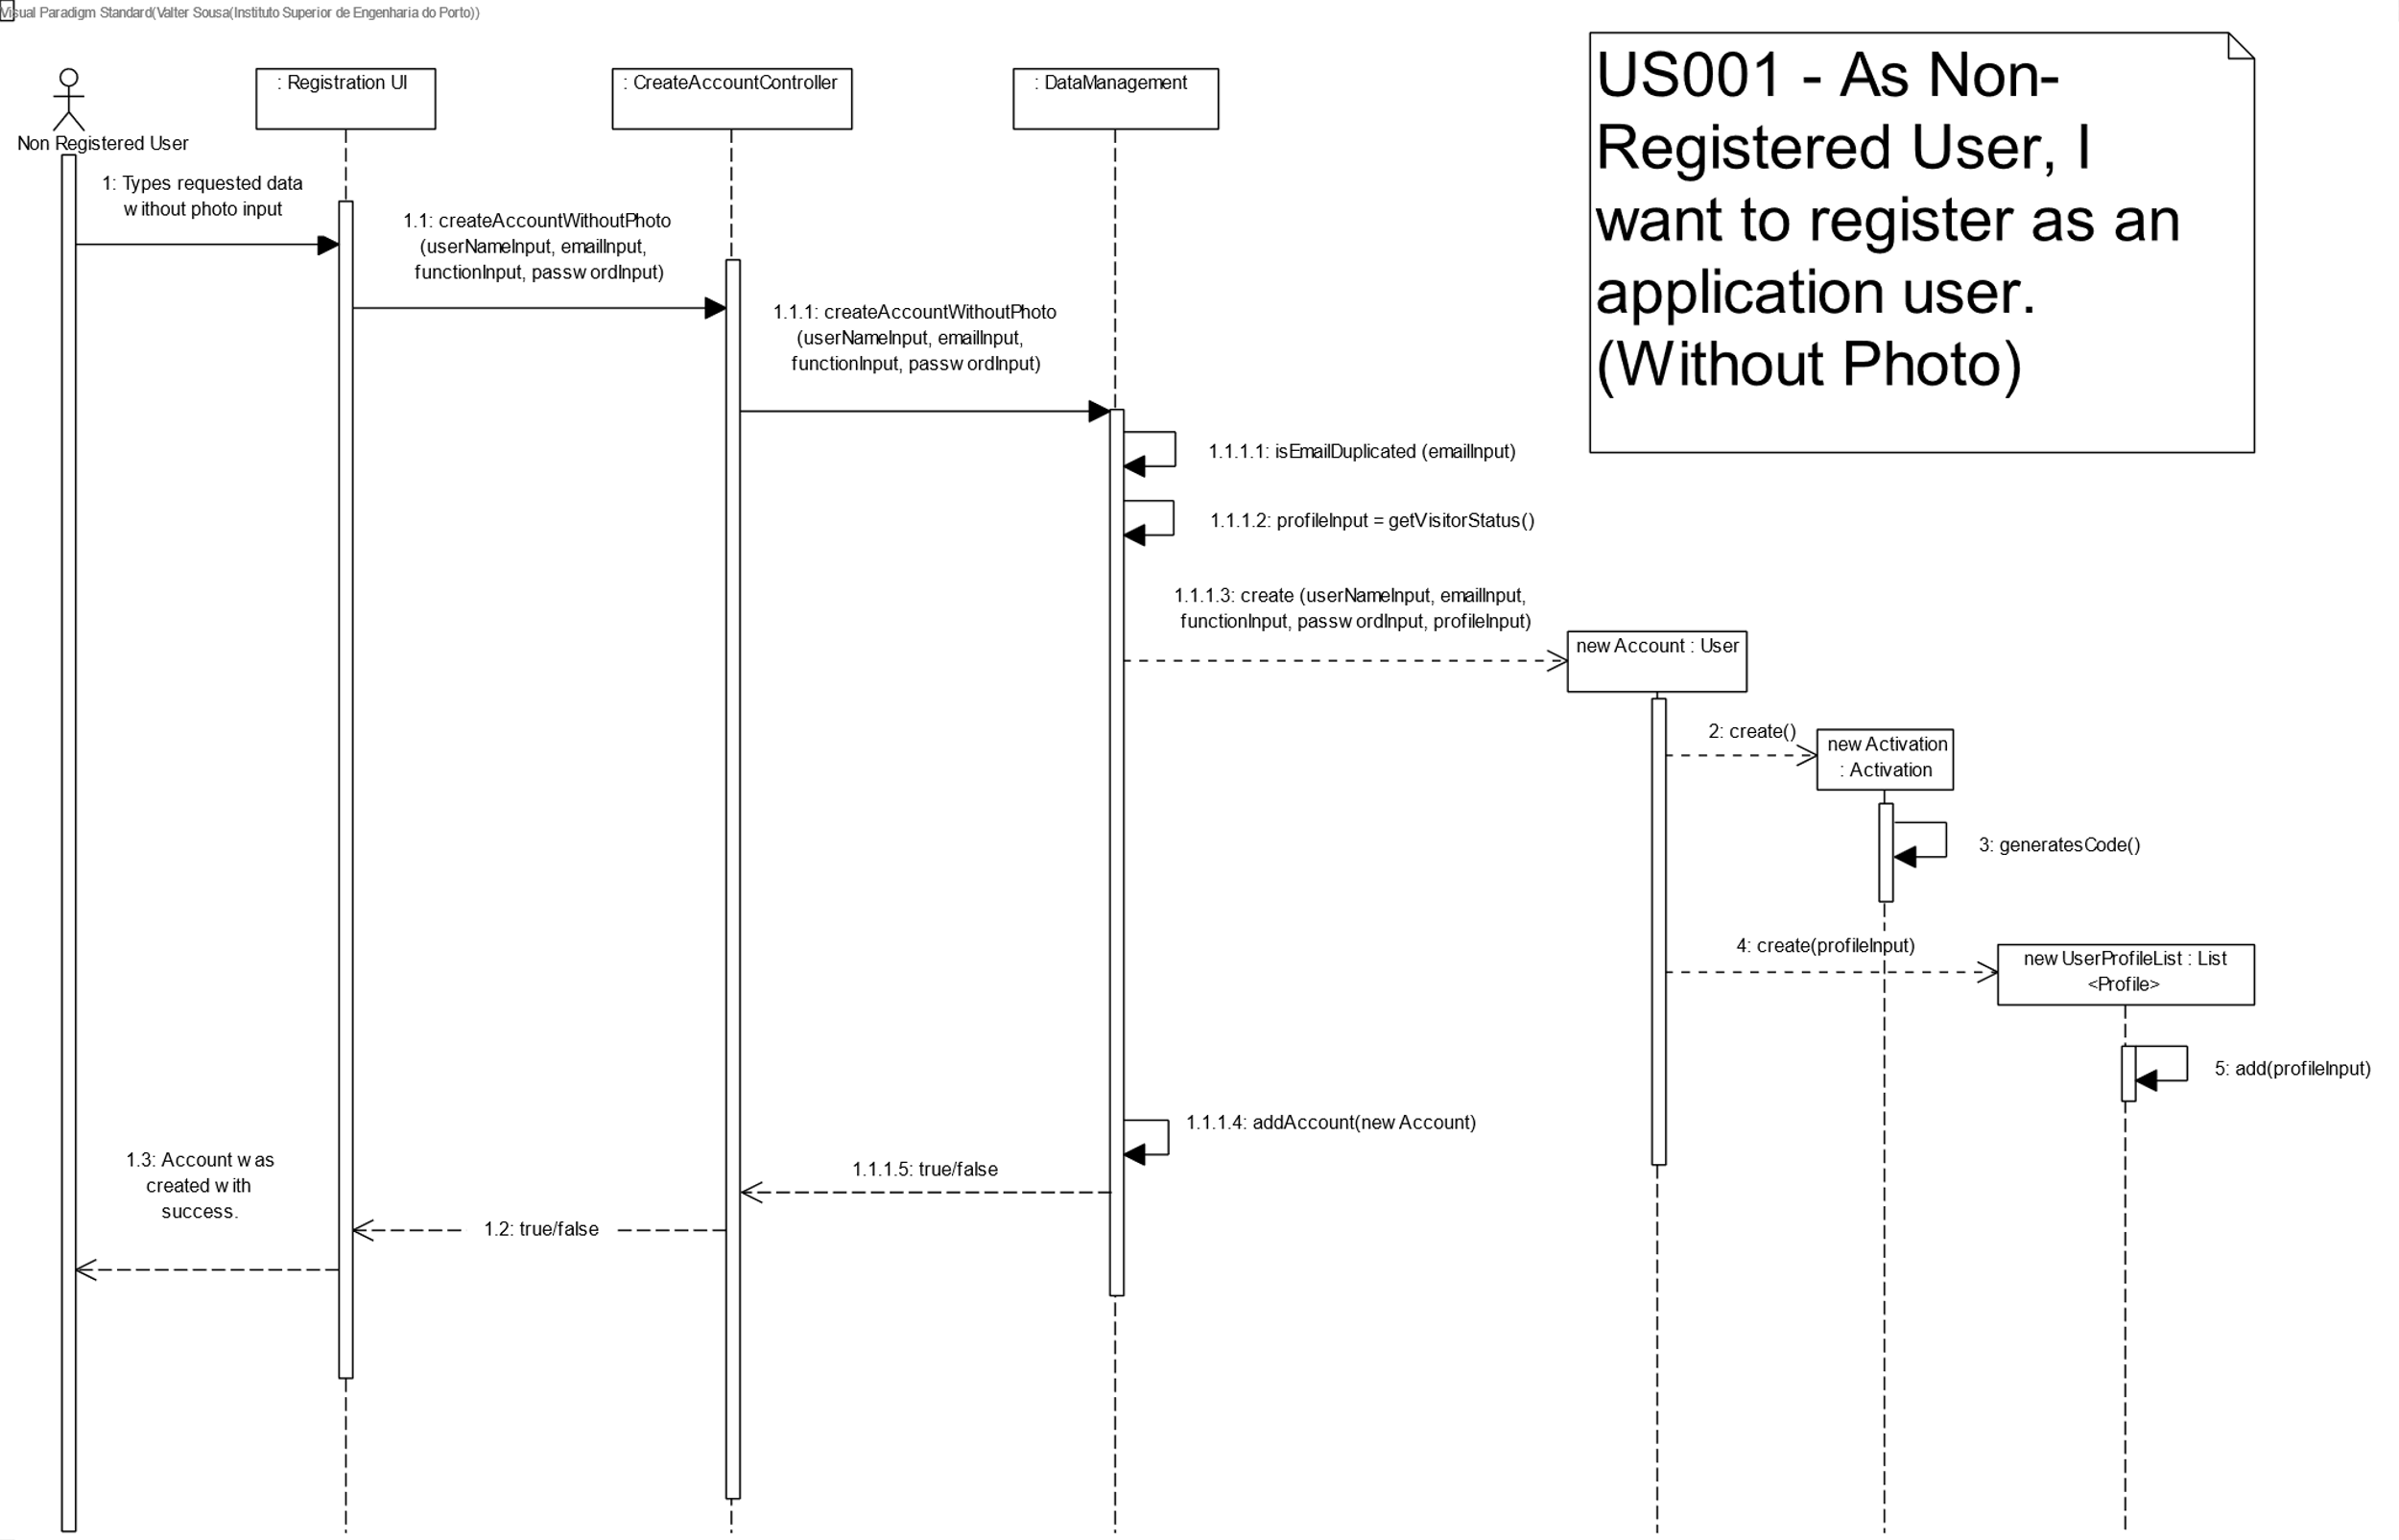 Visual Paradigm Standard(Valter Sousa(Instituto Superior de Engenharia do Porto))
US001 - As Non-
Registered User, I
want to register as an
application user.
(Without Photo)
: Registration UI
: CreateAccountController
: DataManagement
Non Registered User
1: Types requested data
without photo input
1.1: createAccountWithoutPhoto
(userNameInput, emailInput,
functionInput, passwordInput)
1.1.1: createAccountWithoutPhoto
(userNameInput, emailInput,
functionInput, passwordInput)
1.1.1.1: isEmailDuplicated (emailInput)
1.1.1.2: profileInput = getVisitorStatus()
1.1.1.3: create (userNameInput, emailInput,
functionInput, passwordInput, profileInput)
new Account : User
2: create()
new Activation
: Activation
3: generatesCode()
4: create(profileInput)
new UserProfileList : List
<Profile>
5: add(profileInput)
1.1.1.4: addAccount(new Account)
1.1.1.5: true/false
1.2: true/false
1.3: Account was
created with
success.